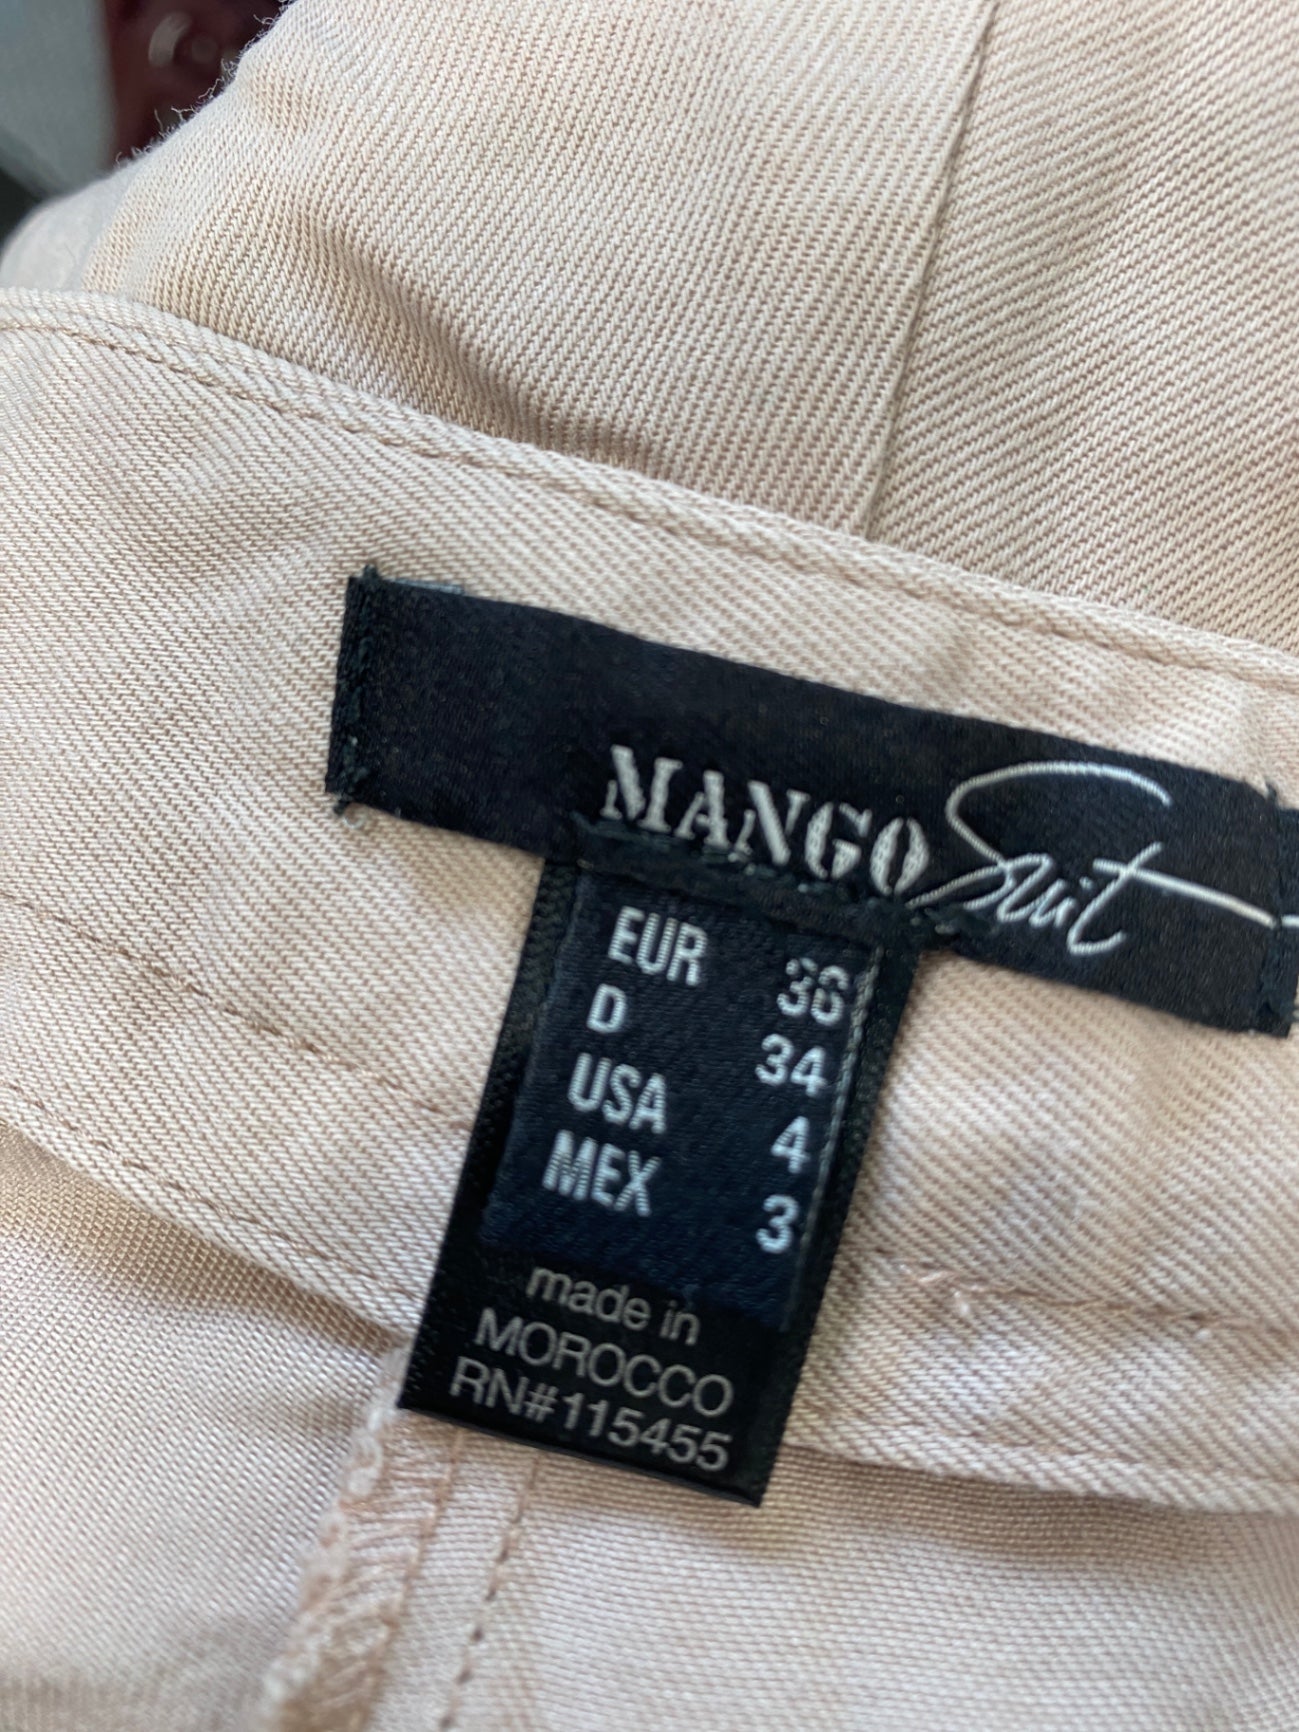 MANGO Suit
EUR 36
D 34
USA 4
MEX 3
made in
MOROCCO
RN#115455